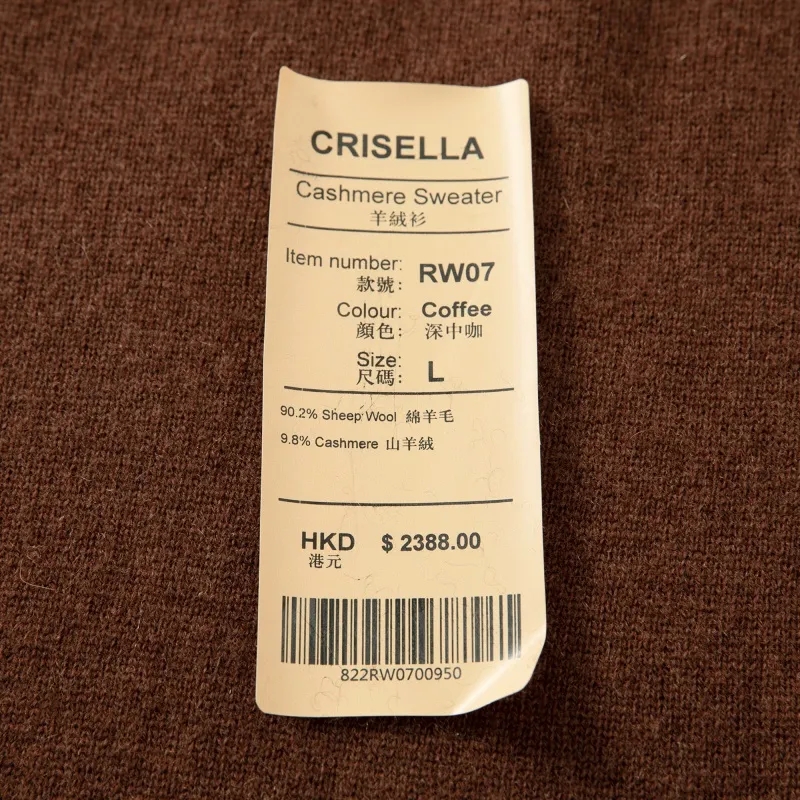 CRISELLA
Cashmere Sweater
羊絨衫
Item number: RW07
款號:
Colour: Coffee
顏色: 深中咖
Size: L
尺碼:
90.2% Sheep Wool 綿羊毛
9.8% Cashmere 山羊絨
HKD $ 2388.00
港元
822RW0700950